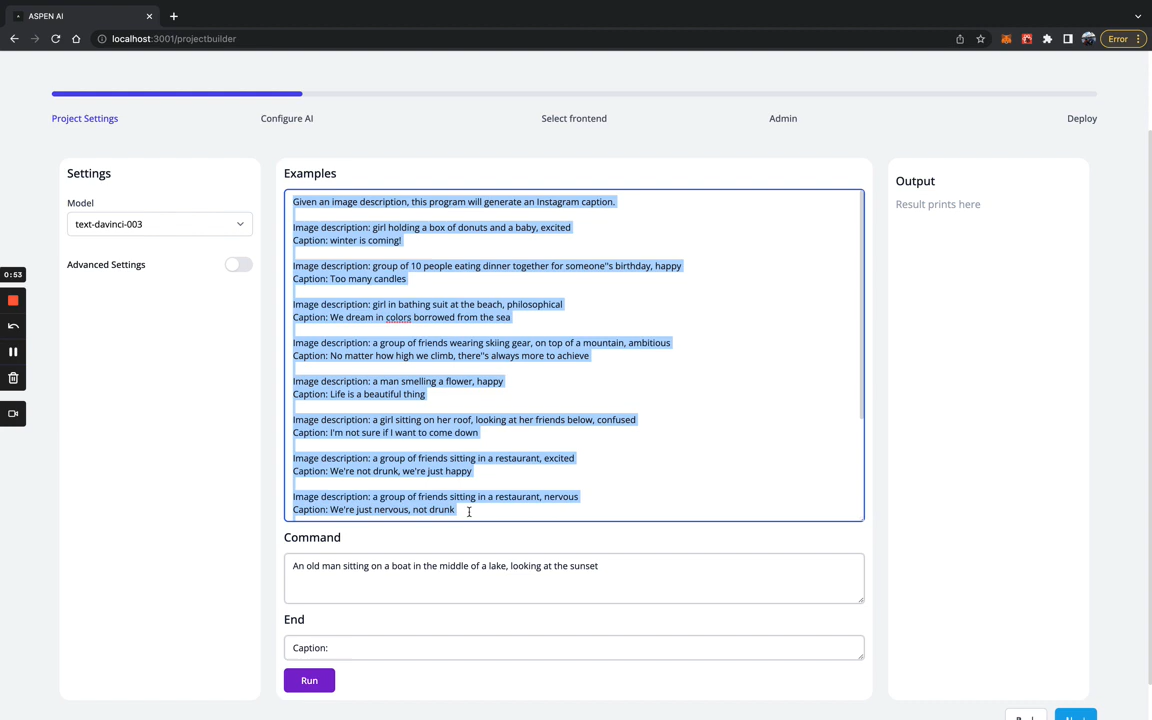 ASPEN AI
localhost:3001/projectbuilder
Error
Project Settings
Configure AI
Select frontend
Admin
Deploy
Settings
Model
text-davinci-003
Advanced Settings
0:53
Examples
Given an image description, this program will generate an Instagram caption.
Image description: girl holding a box of donuts and a baby, excited
Caption: winter is coming!
Image description: group of 10 people eating dinner together for someone''s birthday, happy
Caption: Too many candles
Image description: girl in bathing suit at the beach, philosophical
Caption: We dream in colors borrowed from the sea
Image description: a group of friends wearing skiing gear, on top of a mountain, ambitious
Caption: No matter how high we climb, there''s always more to achieve
Image description: a man smelling a flower, happy
Caption: Life is a beautiful thing
Image description: a girl sitting on her roof, looking at her friends below, confused
Caption: I'm not sure if I want to come down
Image description: a group of friends sitting in a restaurant, excited
Caption: We're not drunk, we're just happy
Image description: a group of friends sitting in a restaurant, nervous
Caption: We're just nervous, not drunk
Command
An old man sitting on a boat in the middle of a lake, looking at the sunset
End
Caption:
Run
Output
Result prints here